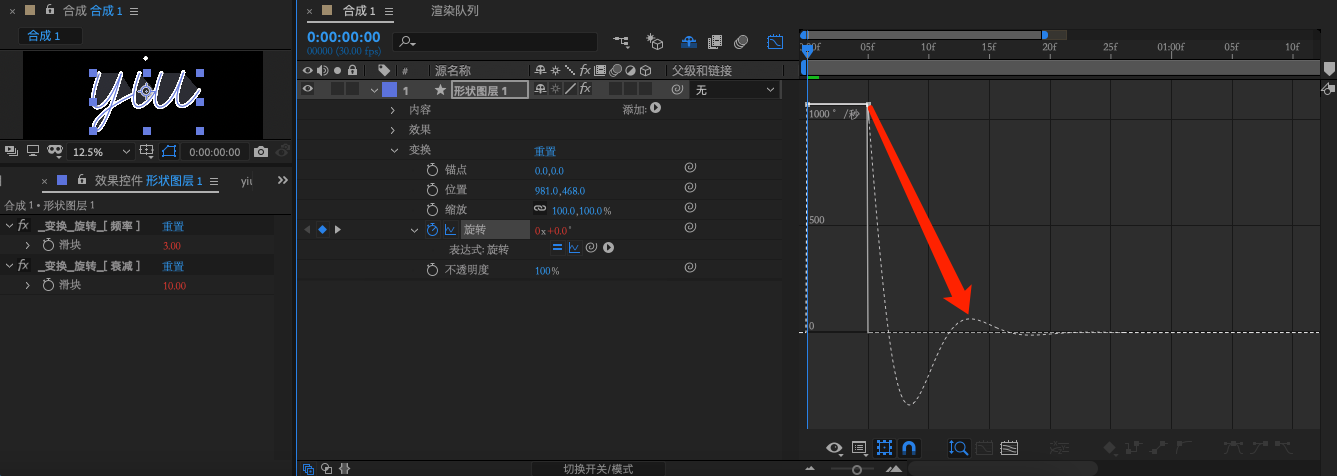 × 合成 合成 1 ☰
合成 1
yiu
12.5% 0:00:00:00
× 效果控件 形状图层 1 ☰ yiu »
合成 1 • 形状图层 1
fx _变换_旋转_[ 频率 ] 重置
滑块 3.00
fx _变换_旋转_[ 衰减 ] 重置
滑块 10.00
× 合成 1 ☰ 渲染队列
0:00:00:00
00000 (30.00 fps)
# 源名称 fx 父级和链接
1 ★ 形状图层 1 fx 无
内容 添加:
效果
变换 重置
锚点 0.0,0.0
位置 981.0,468.0
缩放 100.0,100.0%
旋转 0x+0.0°
表达式: 旋转
不透明度 100%
切换开关/模式
:00f 05f 10f 15f 20f 25f 01:00f 05f 10f
1000° /秒
500
0